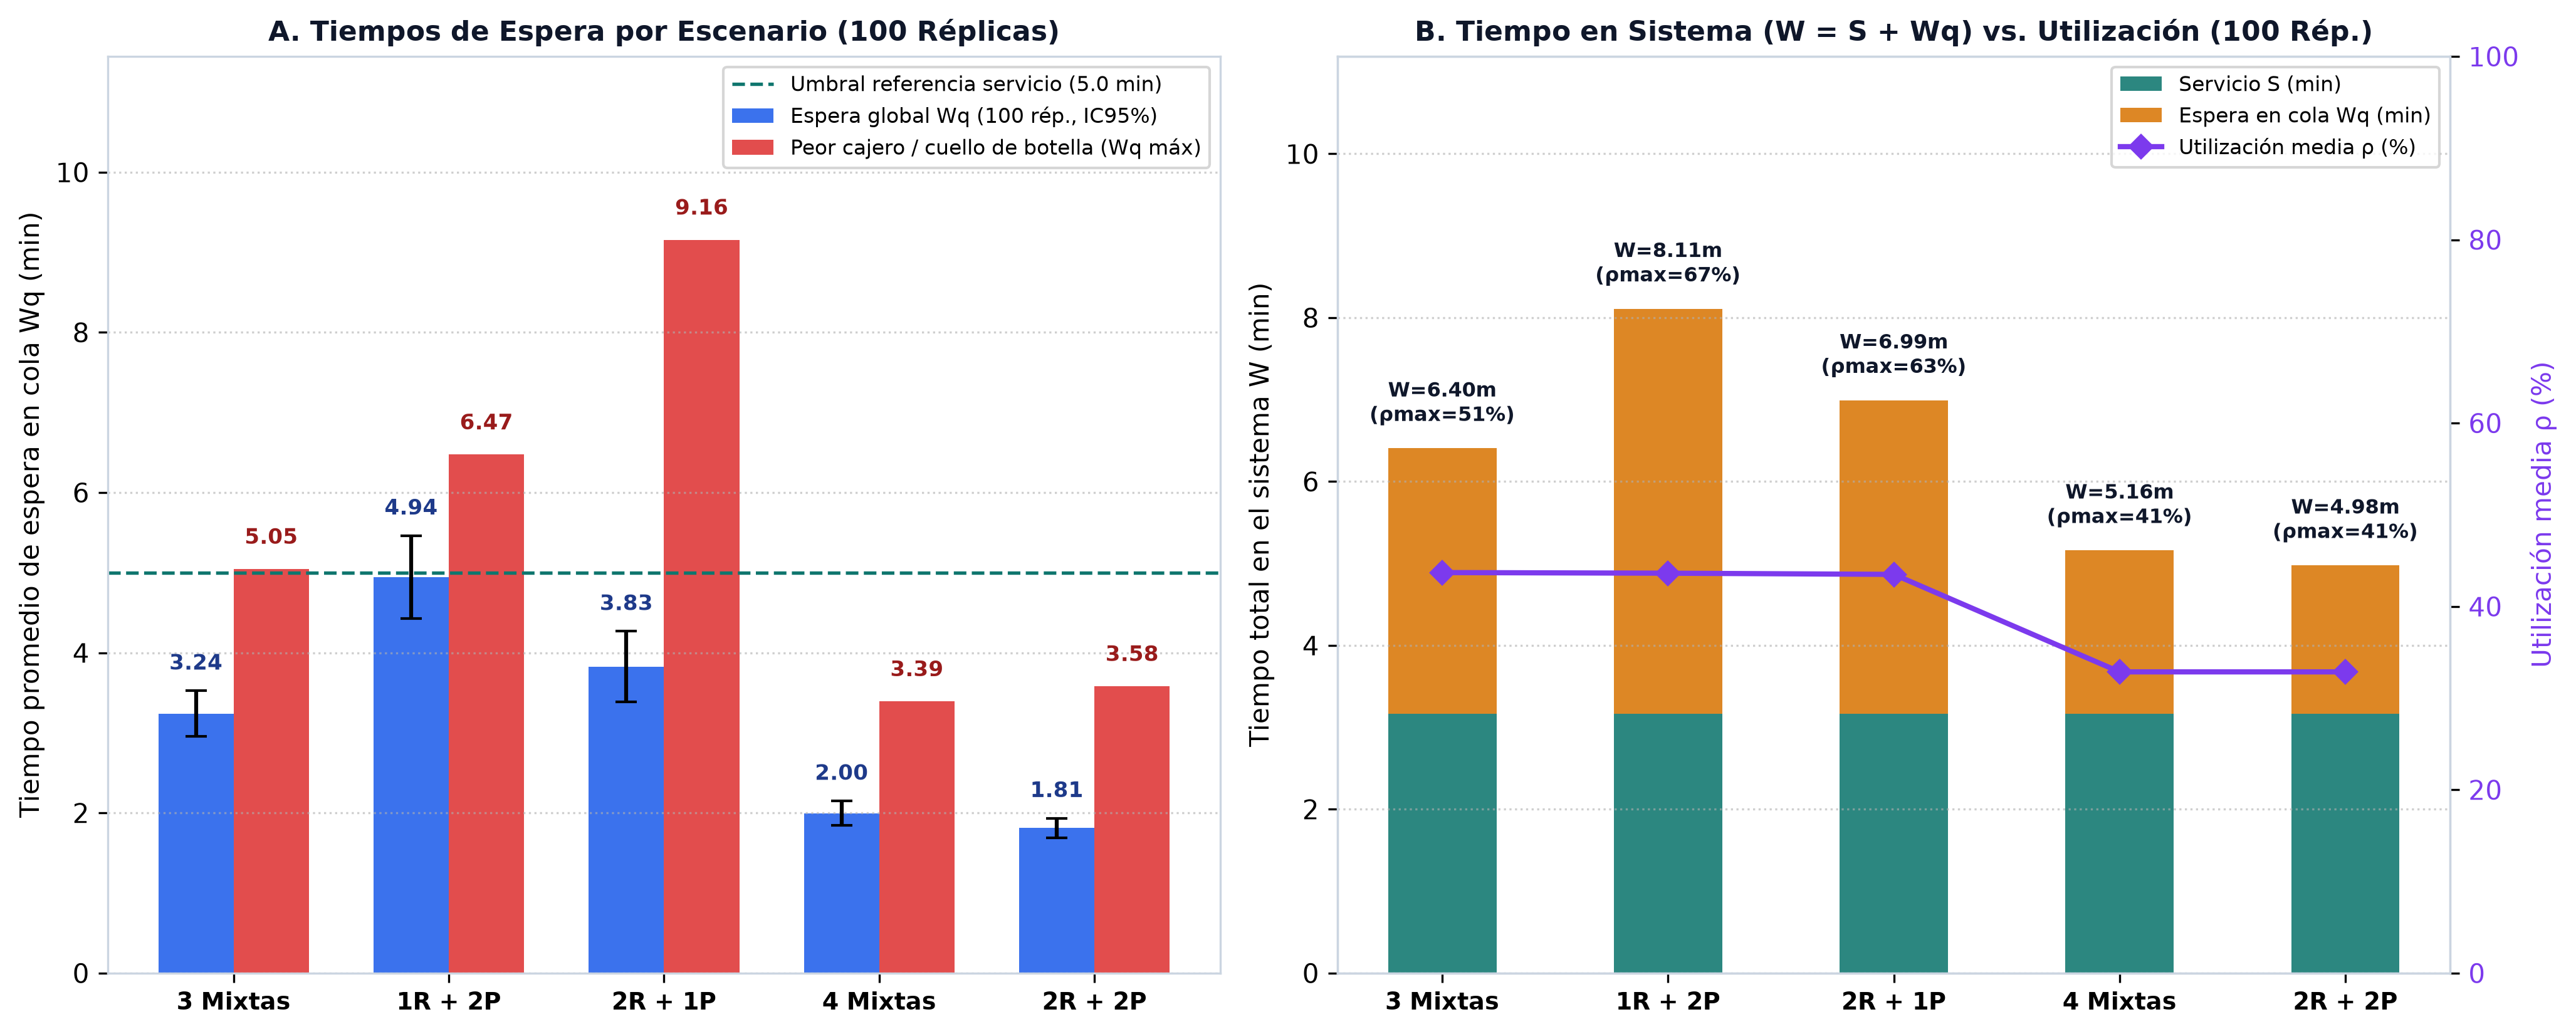 A. Tiempos de Espera por Escenario (100 Réplicas)
Umbral referencia servicio (5.0 min)
Espera global Wq (100 rép., IC95%)
Peor cajero / cuello de botella (Wq máx)
Tiempo promedio de espera en cola Wq (min)
10
8
6
4
2
0
3.24
5.05
4.94
6.47
3.83
9.16
2.00
3.39
1.81
3.58
3 Mixtas
1R + 2P
2R + 1P
4 Mixtas
2R + 2P
B. Tiempo en Sistema (W = S + Wq) vs. Utilización (100 Rép.)
Servicio S (min)
Espera en cola Wq (min)
Utilización media ρ (%)
Tiempo total en el sistema W (min)
10
8
6
4
2
0
W=6.40m
(ρmax=51%)
W=8.11m
(ρmax=67%)
W=6.99m
(ρmax=63%)
W=5.16m
(ρmax=41%)
W=4.98m
(ρmax=41%)
3 Mixtas
1R + 2P
2R + 1P
4 Mixtas
2R + 2P
100
80
60
40
20
0
Utilización media ρ (%)